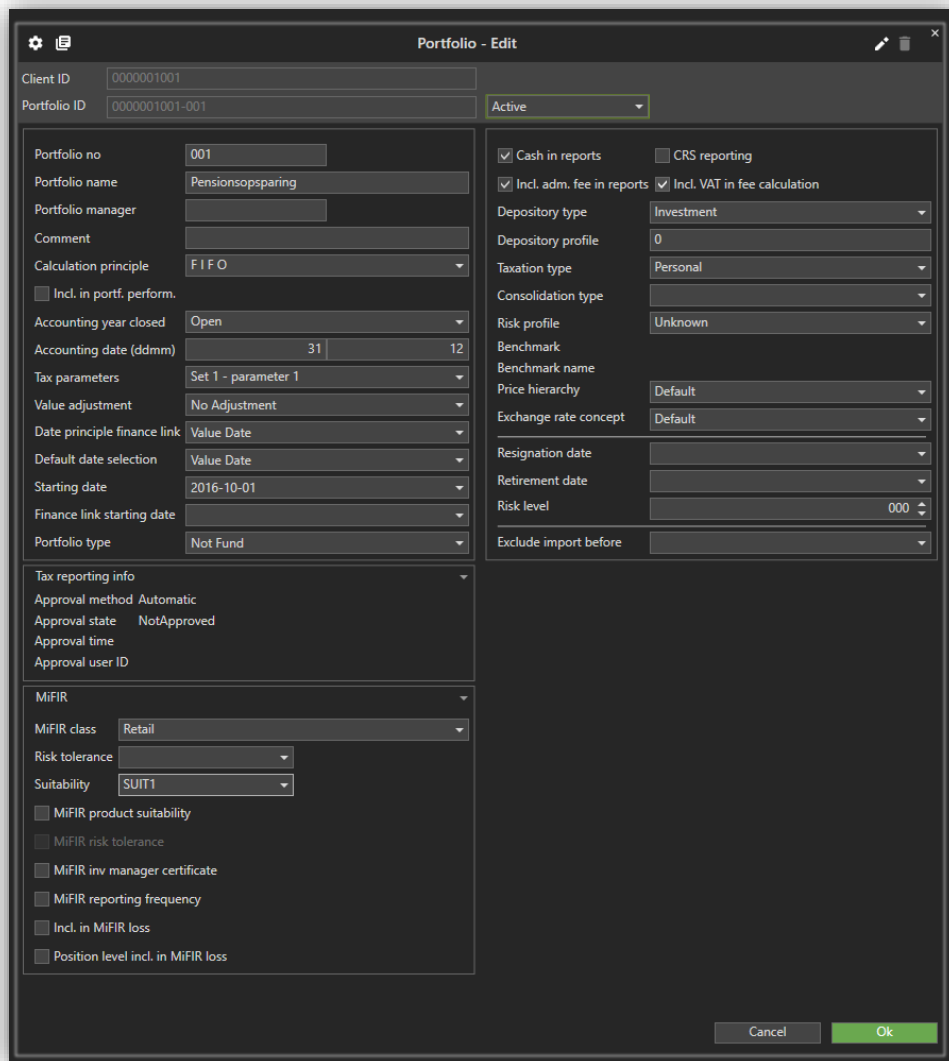 Portfolio - Edit
Client ID 0000001001
Portfolio ID 0000001001-001 Active
Portfolio no 001
Portfolio name Pensionsopsparing
Portfolio manager
Comment
Calculation principle F I F O
Incl. in portf. perform.
Accounting year closed Open
Accounting date (ddmm) 31 12
Tax parameters Set 1 - parameter 1
Value adjustment No Adjustment
Date principle finance link Value Date
Default date selection Value Date
Starting date 2016-10-01
Finance link starting date
Portfolio type Not Fund
Cash in reports CRS reporting
Incl. adm. fee in reports Incl. VAT in fee calculation
Depository type Investment
Depository profile 0
Taxation type Personal
Consolidation type
Risk profile Unknown
Benchmark
Benchmark name
Price hierarchy Default
Exchange rate concept Default
Resignation date
Retirement date
Risk level 000
Exclude import before
Tax reporting info
Approval method Automatic
Approval state NotApproved
Approval time
Approval user ID
MiFIR
MiFIR class Retail
Risk tolerance
Suitability SUIT1
MiFIR product suitability
MiFIR risk tolerance
MiFIR inv manager certificate
MiFIR reporting frequency
Incl. in MiFIR loss
Position level incl. in MiFIR loss
Cancel Ok